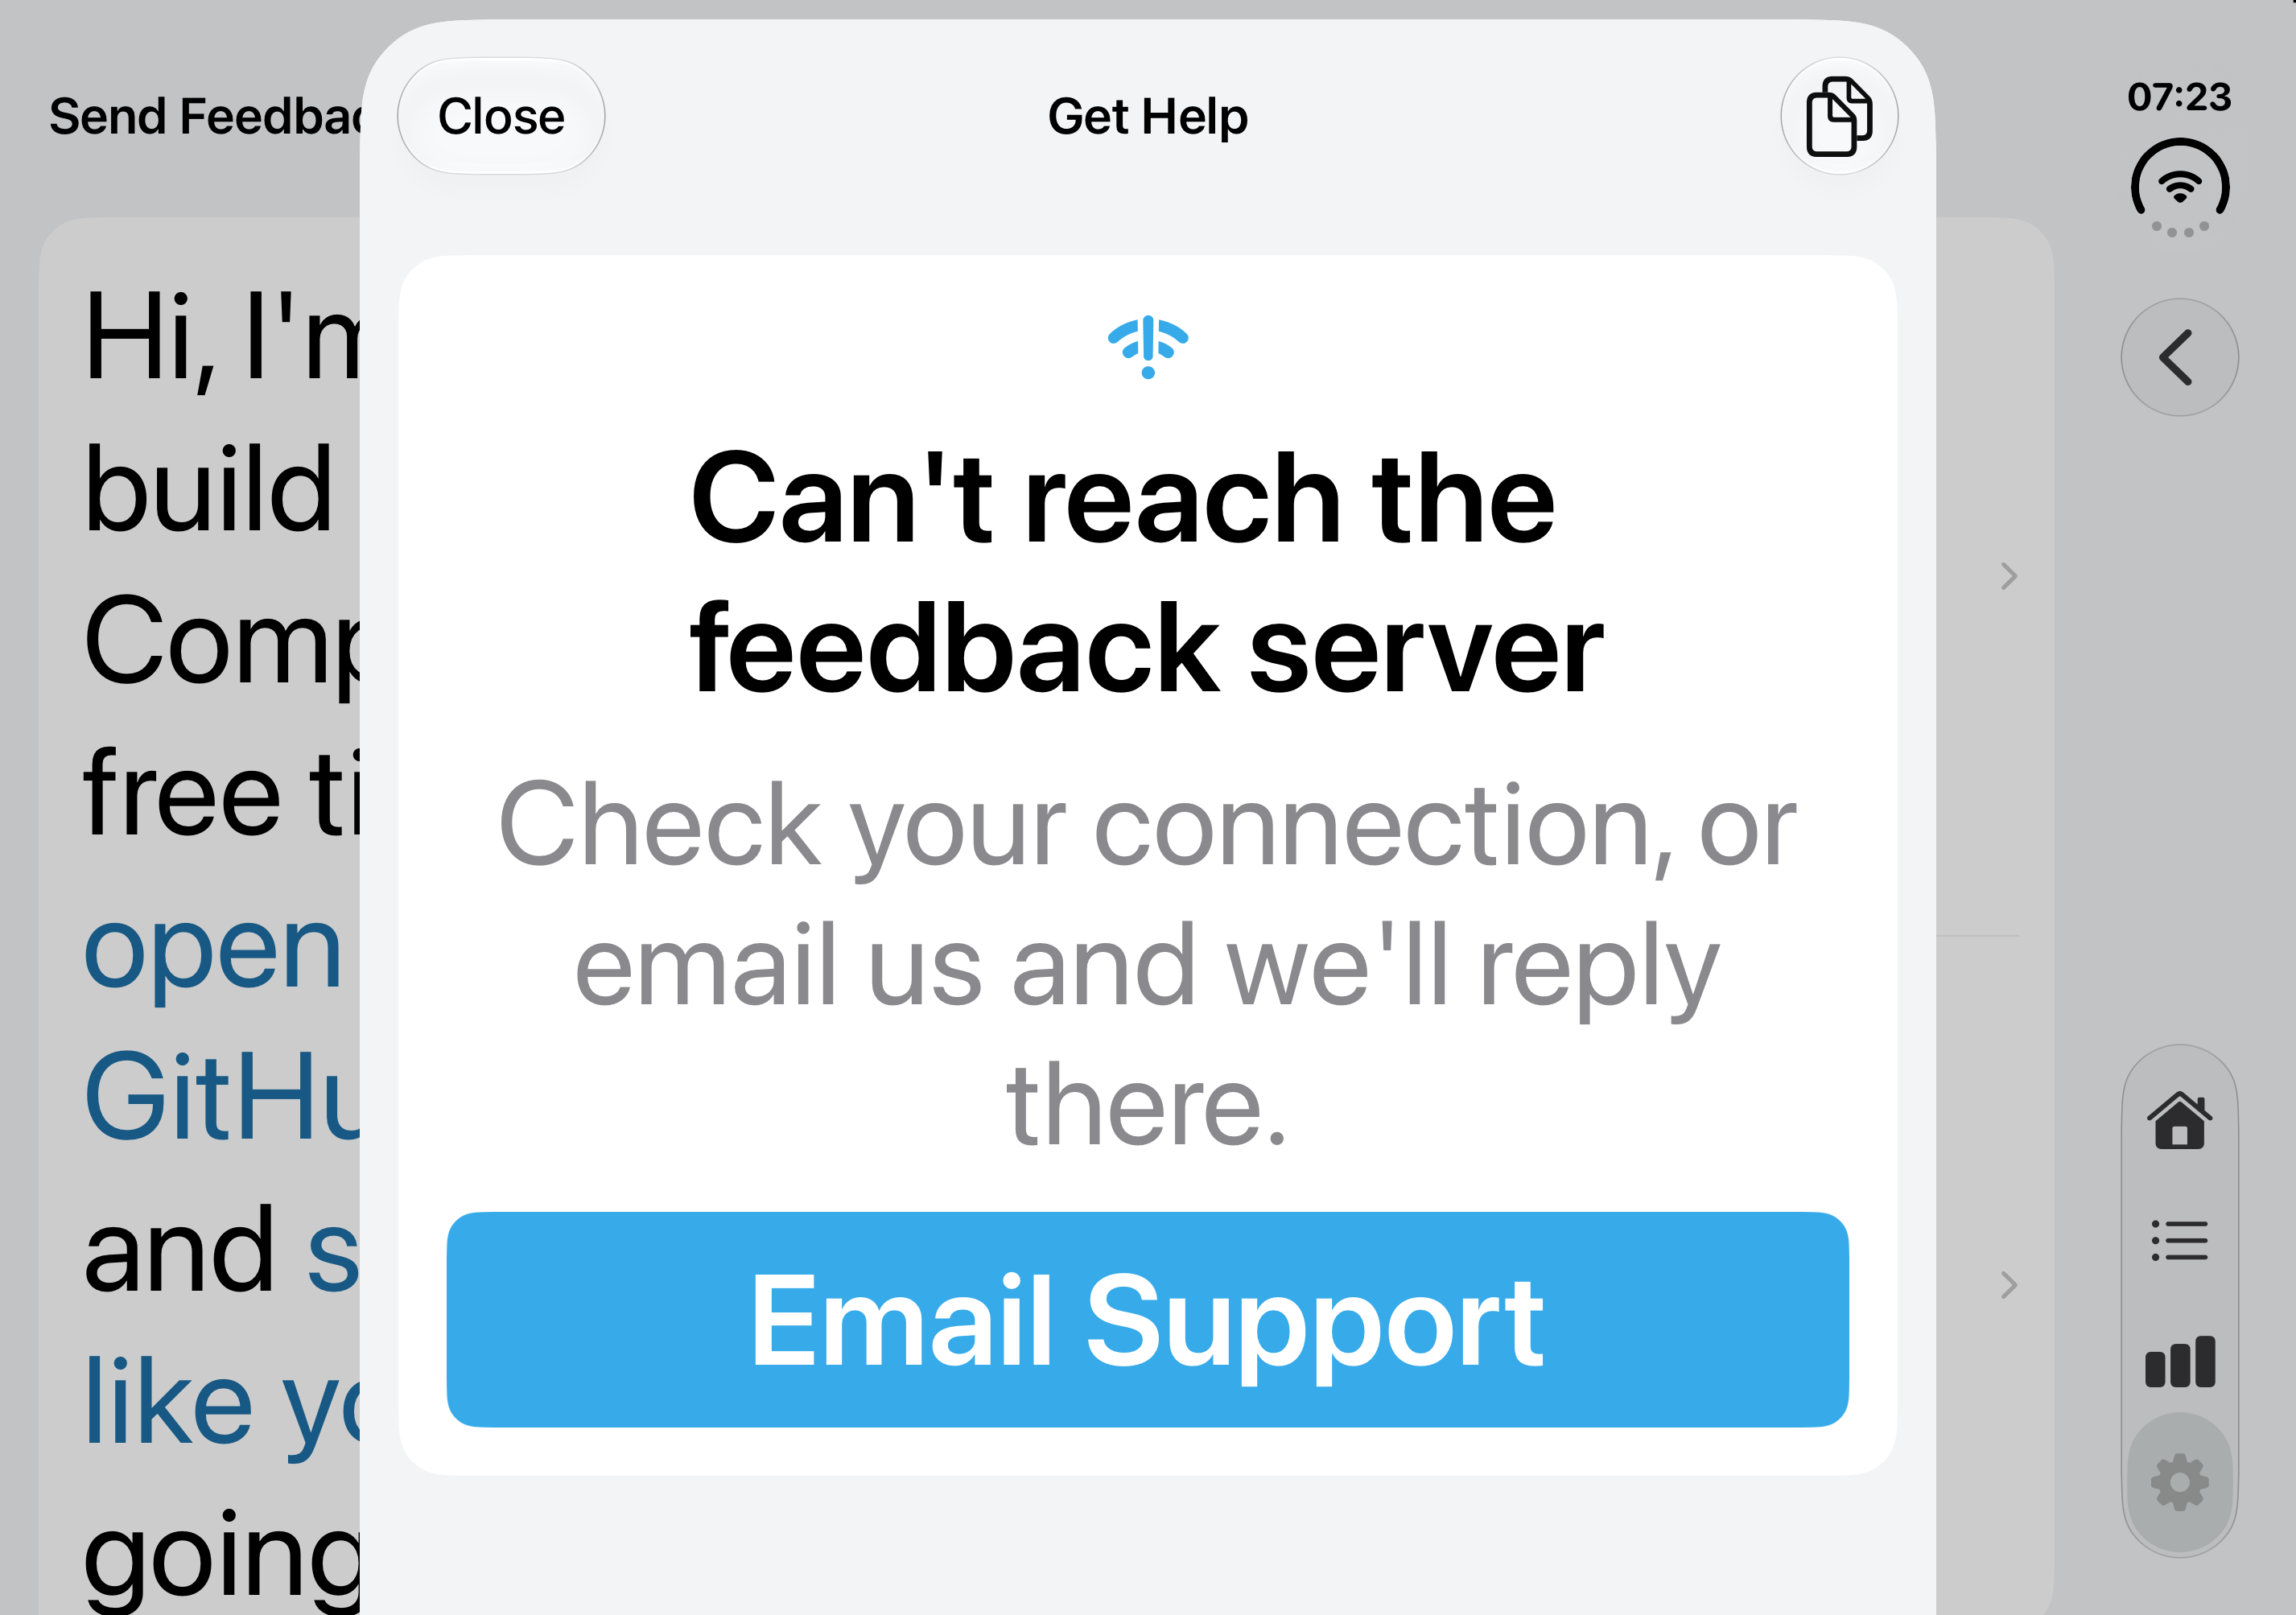 Send Feedbac
Close
Get Help
07:23
Hi, I'm
build
Comp
free ti
open
GitHu
and s
like yo
going
Can't reach the
feedback server
Check your connection, or
email us and we'll reply
there.
Email Support